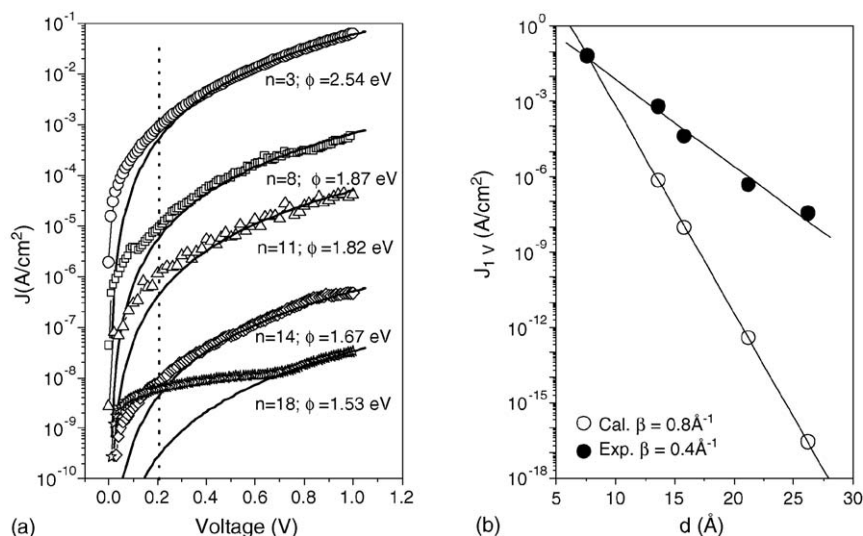 10⁻¹
10⁻²
10⁻³
10⁻⁴
10⁻⁵
10⁻⁶
10⁻⁷
10⁻⁸
10⁻⁹
10⁻¹⁰
J(A/cm²)
n=3; ϕ=2.54 eV
n=8; ϕ=1.87 eV
n=11; ϕ=1.82 eV
n=14; ϕ=1.67 eV
n=18; ϕ=1.53 eV
0.0 0.2 0.4 0.6 0.8 1.0 1.2
Voltage (V)
(a)
10⁰
10⁻³
10⁻⁶
10⁻⁹
10⁻¹²
10⁻¹⁵
10⁻¹⁸
J₁ᵥ (A/cm²)
Cal. β = 0.8Å⁻¹
Exp. β = 0.4Å⁻¹
5 10 15 20 25 30
d (Å)
(b)